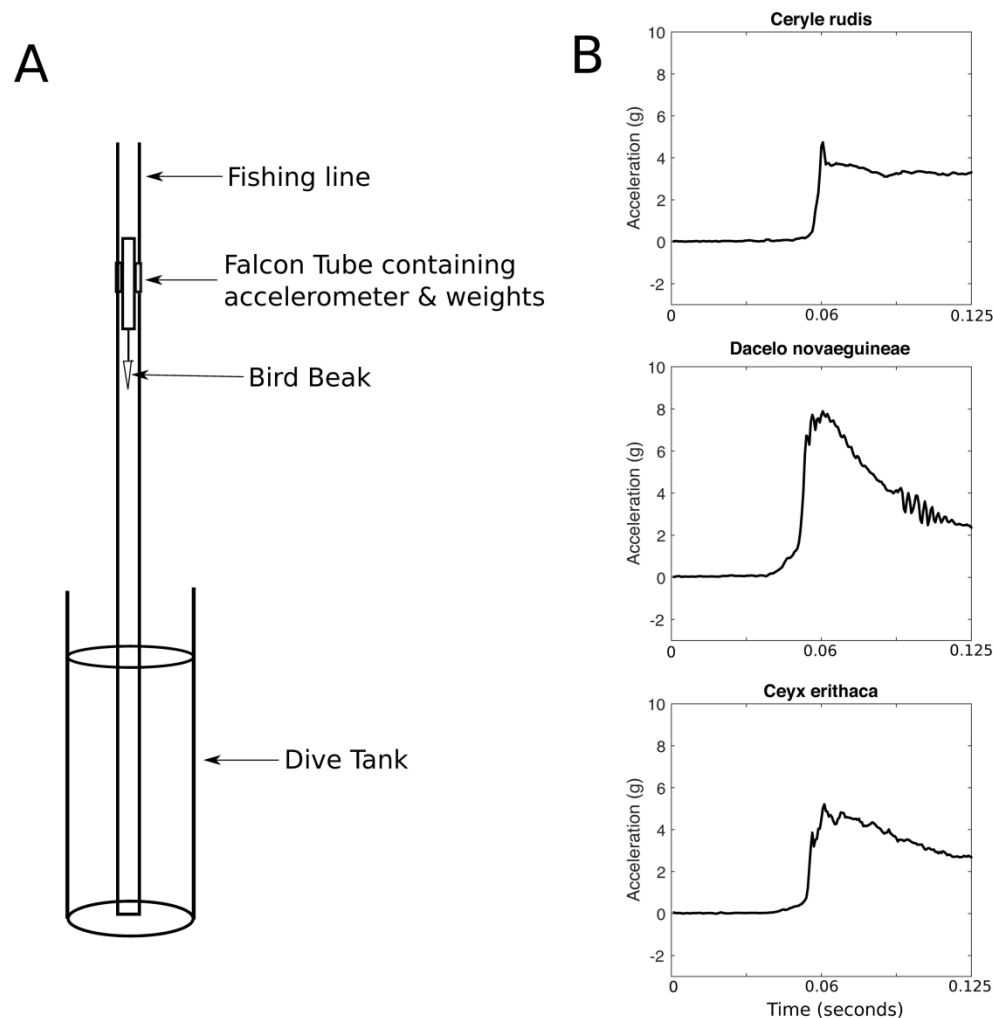 A
Fishing line
Falcon Tube containing
accelerometer & weights
Bird Beak
Dive Tank
B
Ceryle rudis
Acceleration (g)
10
8
6
4
2
0
-2
0 0.06 0.125
Dacelo novaeguineae
Acceleration (g)
10
8
6
4
2
0
-2
0 0.06 0.125
Ceyx erithaca
Acceleration (g)
10
8
6
4
2
0
-2
0 0.06 0.125
Time (seconds)